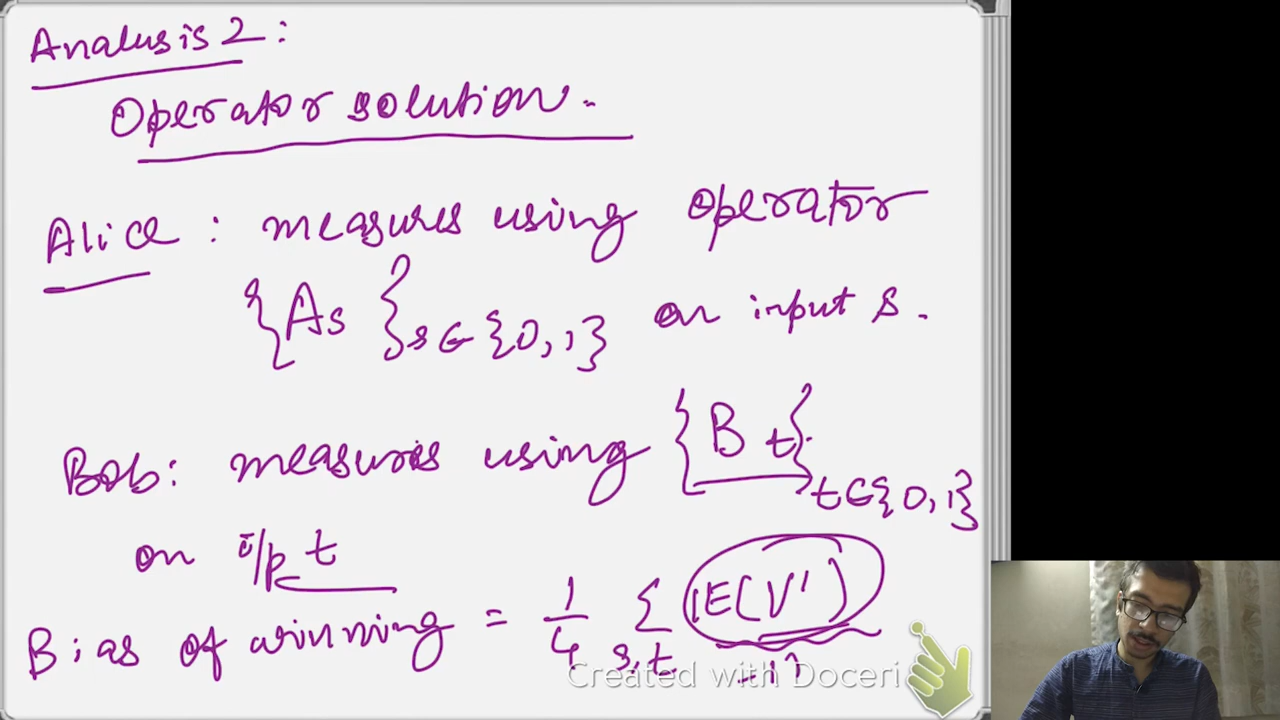 Analysis 2:
Operator solution.
Alice: measures using operator
{As}s∈{0,1} on input s.
Bob: measures using {Bt}t∈{0,1}
on i/p t
Bias of winning = 1/4 Σs,t |E(V')
Created with Doceri